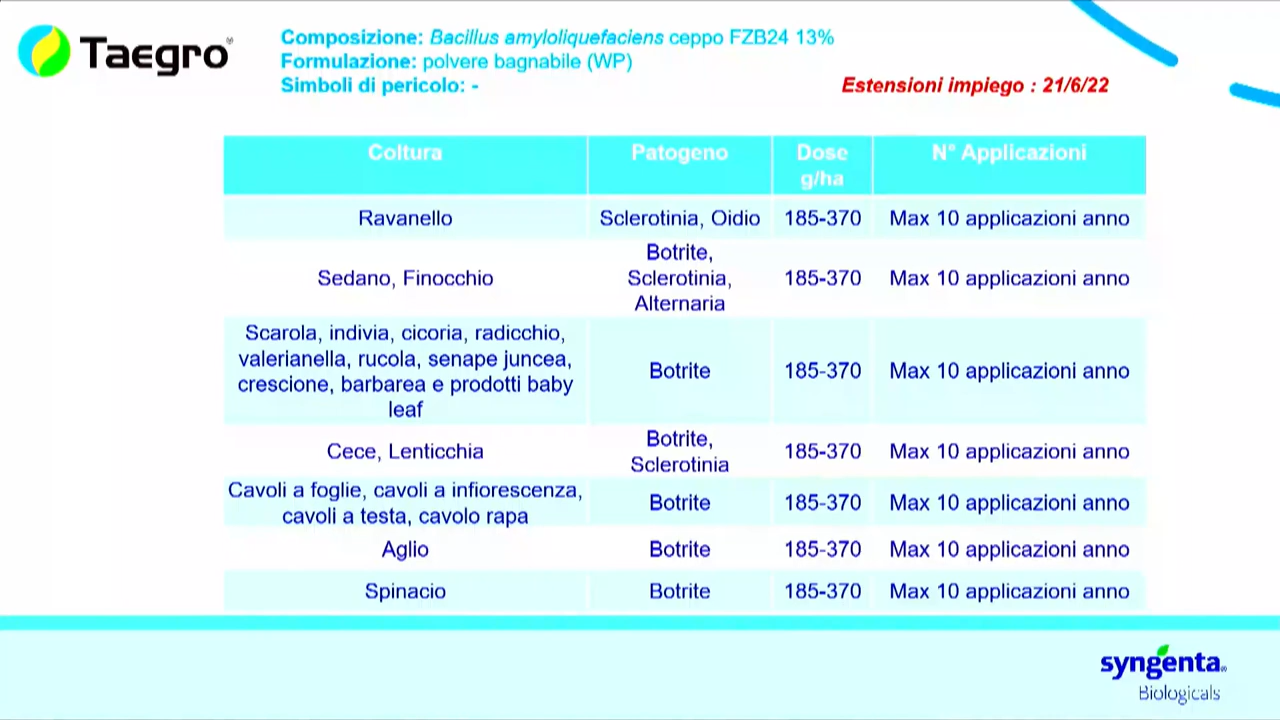 Taegro®
Composizione: Bacillus amyloliquefaciens ceppo FZB24 13%
Formulazione: polvere bagnabile (WP)
Simboli di pericolo: -
Estensioni impiego : 21/6/22
Coltura
Patogeno
Dose
g/ha
N° Applicazioni
Ravanello
Sclerotinia, Oidio
185-370
Max 10 applicazioni anno
Sedano, Finocchio
Botrite,
Sclerotinia,
Alternaria
185-370
Max 10 applicazioni anno
Scarola, indivia, cicoria, radicchio,
valerianella, rucola, senape juncea,
crescione, barbarea e prodotti baby
leaf
Botrite
185-370
Max 10 applicazioni anno
Cece, Lenticchia
Botrite,
Sclerotinia
185-370
Max 10 applicazioni anno
Cavoli a foglie, cavoli a infiorescenza,
cavoli a testa, cavolo rapa
Botrite
185-370
Max 10 applicazioni anno
Aglio
Botrite
185-370
Max 10 applicazioni anno
Spinacio
Botrite
185-370
Max 10 applicazioni anno
syngenta®
Biologicals